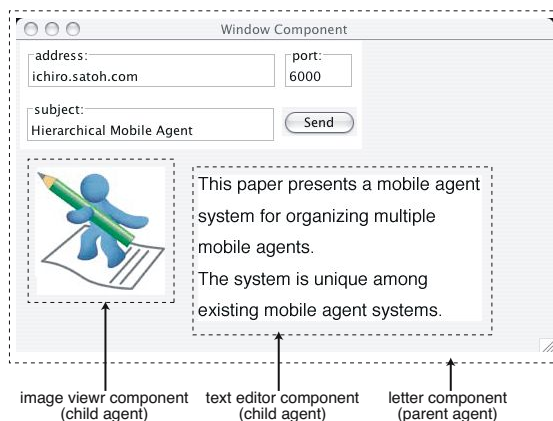 Window Component
address: port:
ichiro.satoh.com 6000
subject:
Hierarchical Mobile Agent Send
This paper presents a mobile agent
system for organizing multiple
mobile agents.
The system is unique among
existing mobile agent systems.
image viewr component text editor component letter component
(child agent) (child agent) (parent agent)